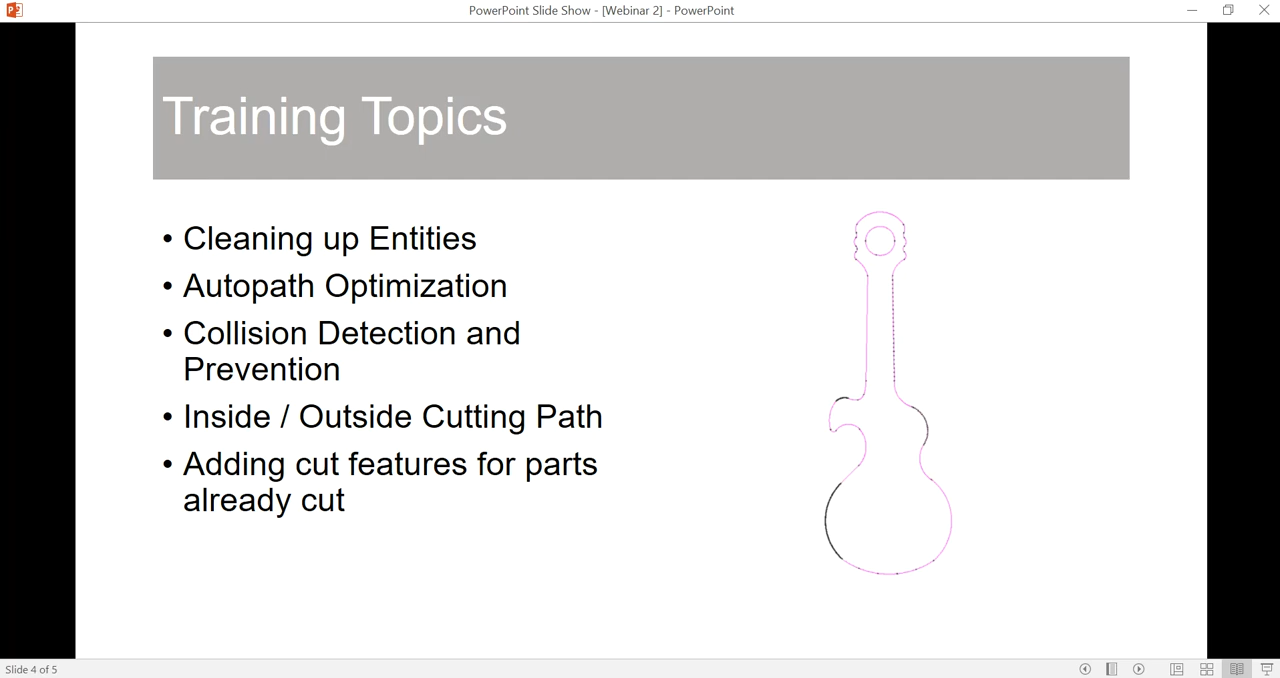 PowerPoint Slide Show - [Webinar 2] - PowerPoint
Training Topics
• Cleaning up Entities
• Autopath Optimization
• Collision Detection and
Prevention
• Inside / Outside Cutting Path
• Adding cut features for parts
already cut
Slide 4 of 5